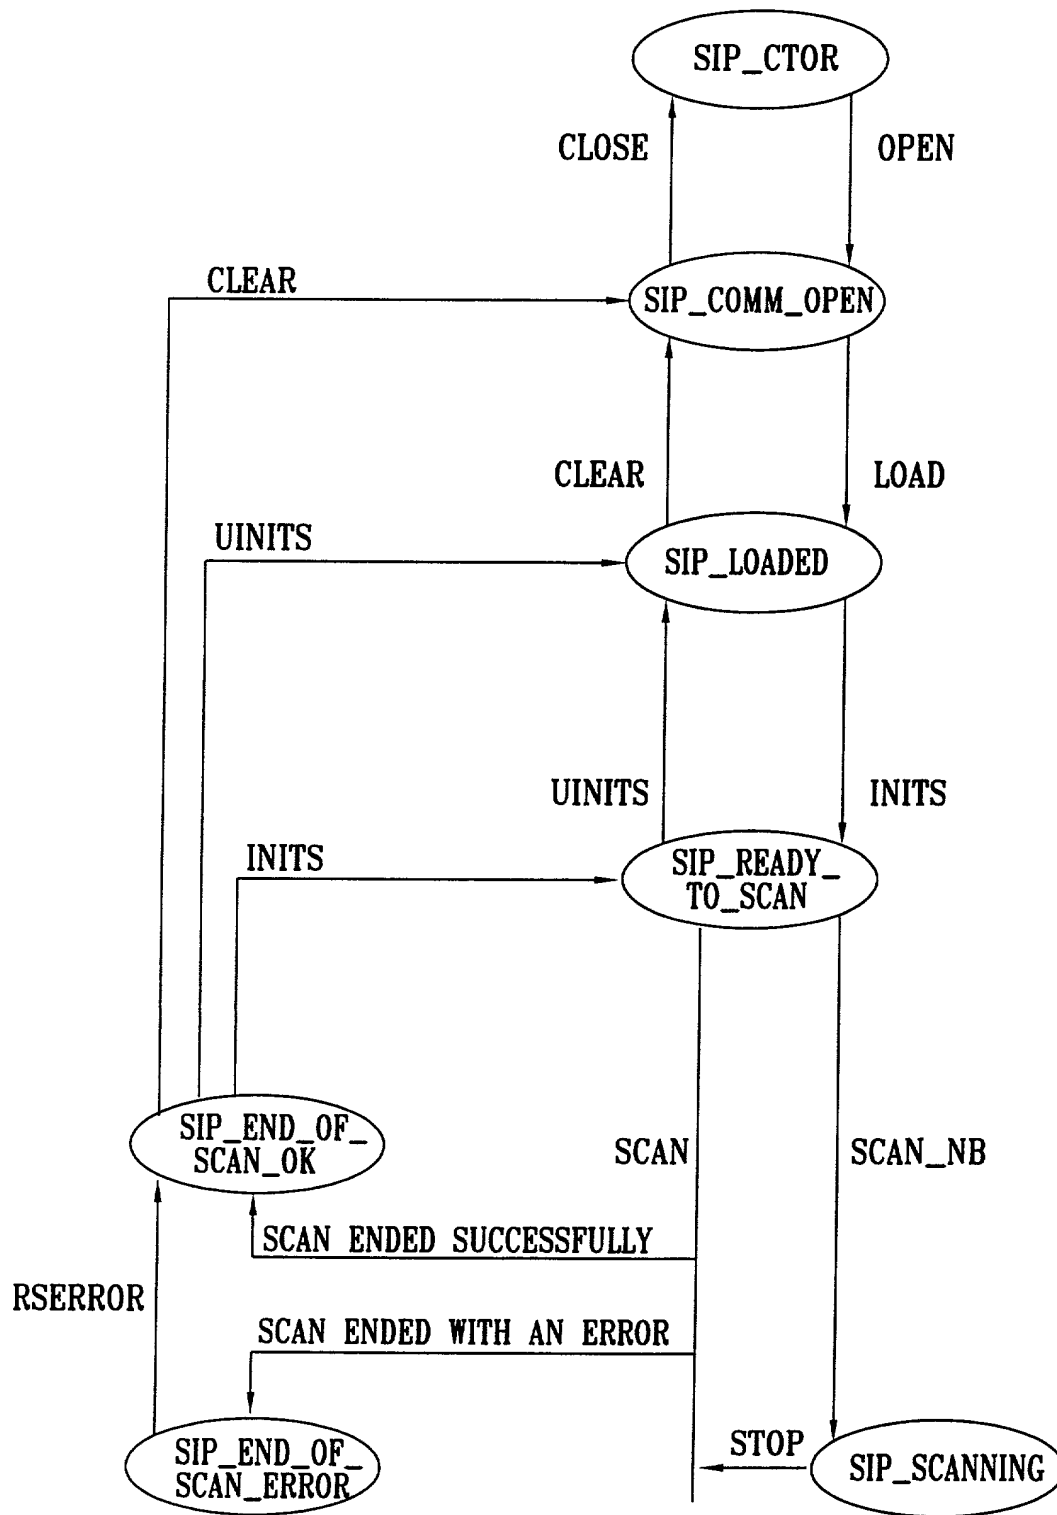 SIP_CTOR
CLOSE
OPEN
CLEAR
SIP_COMM_OPEN
CLEAR
LOAD
UINITS
SIP_LOADED
UINITS
INITS
INITS
SIP_READY_
TO_SCAN
SIP_END_OF_
SCAN_OK
SCAN
SCAN_NB
SCAN ENDED SUCCESSFULLY
RSERROR
SCAN ENDED WITH AN ERROR
SIP_END_OF_
SCAN_ERROR
STOP
SIP_SCANNING